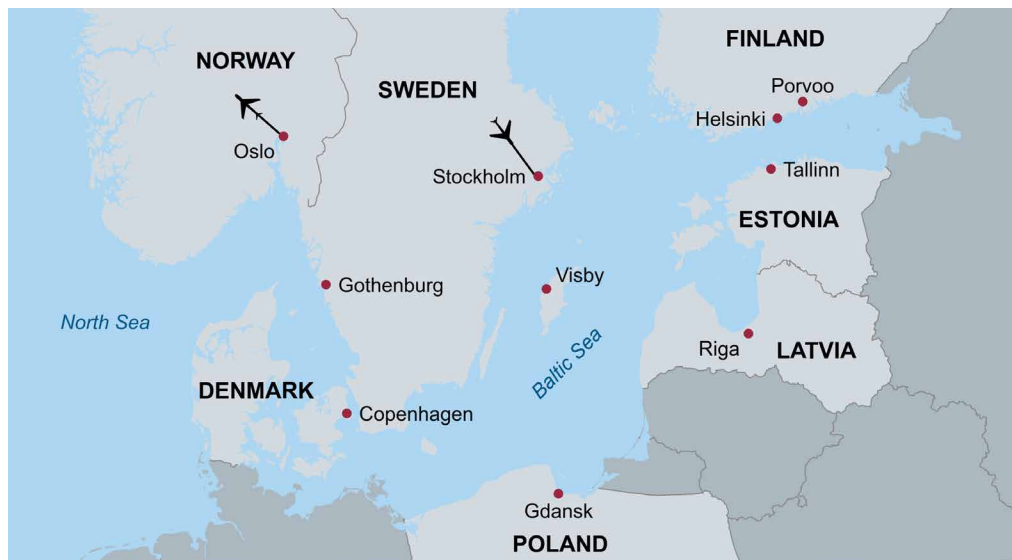 FINLAND
NORWAY
SWEDEN
Porvoo
Helsinki
Oslo
Stockholm
Tallinn
ESTONIA
Visby
Gothenburg
North Sea
Baltic Sea
Riga
LATVIA
DENMARK
Copenhagen
Gdansk
POLAND